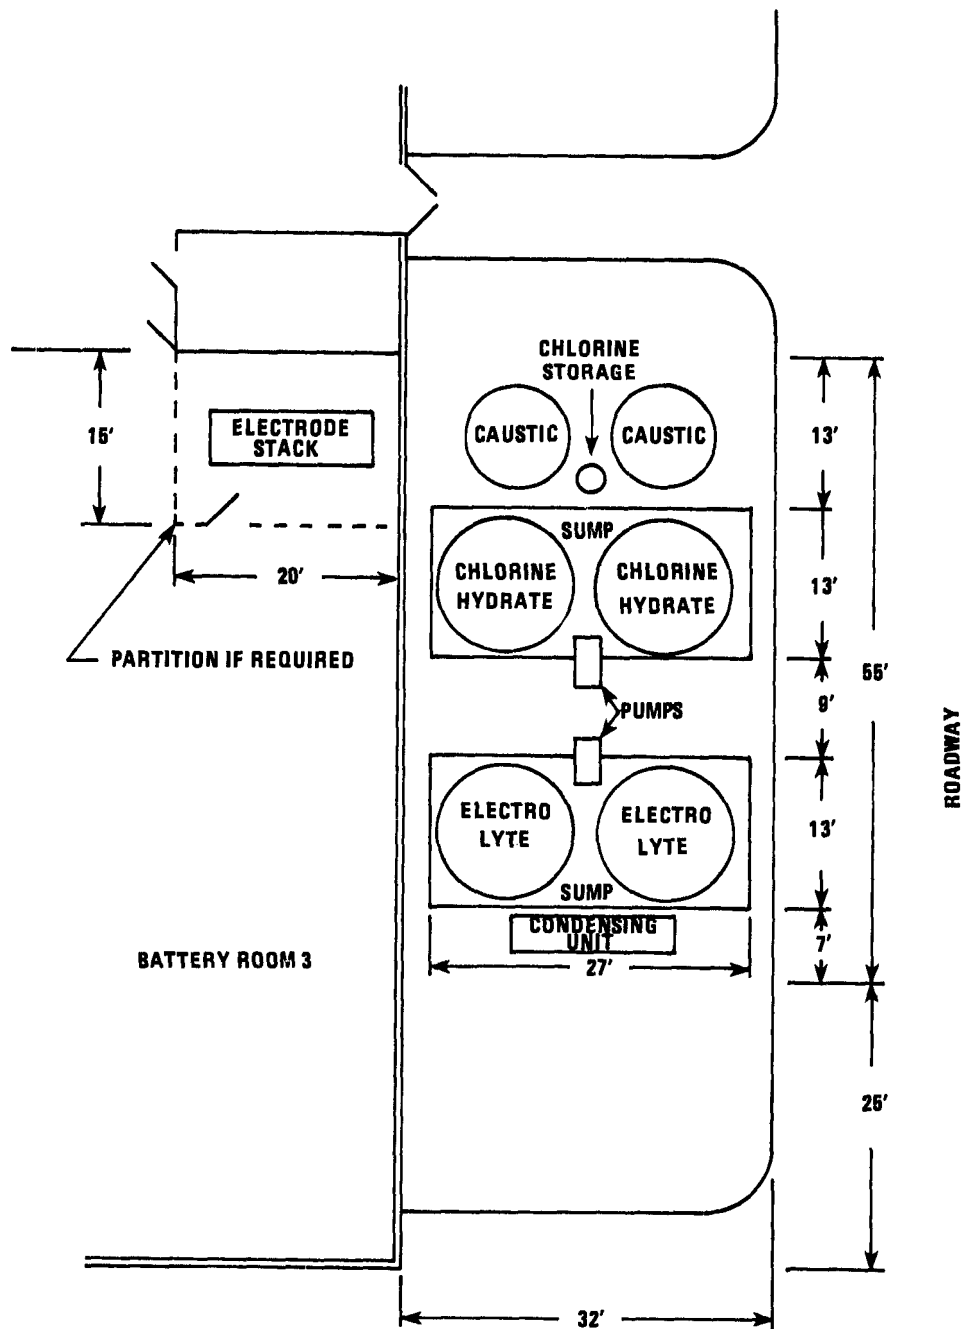 CHLORINE
STORAGE
15'
ELECTRODE
STACK
CAUSTIC
CAUSTIC
13'
SUMP
20'
CHLORINE
HYDRATE
CHLORINE
HYDRATE
13'
PARTITION IF REQUIRED
55'
9'
PUMPS
ROADWAY
ELECTRO
LYTE
ELECTRO
LYTE
13'
SUMP
CONDENSING
UNIT
7'
BATTERY ROOM 3
27'
25'
32'